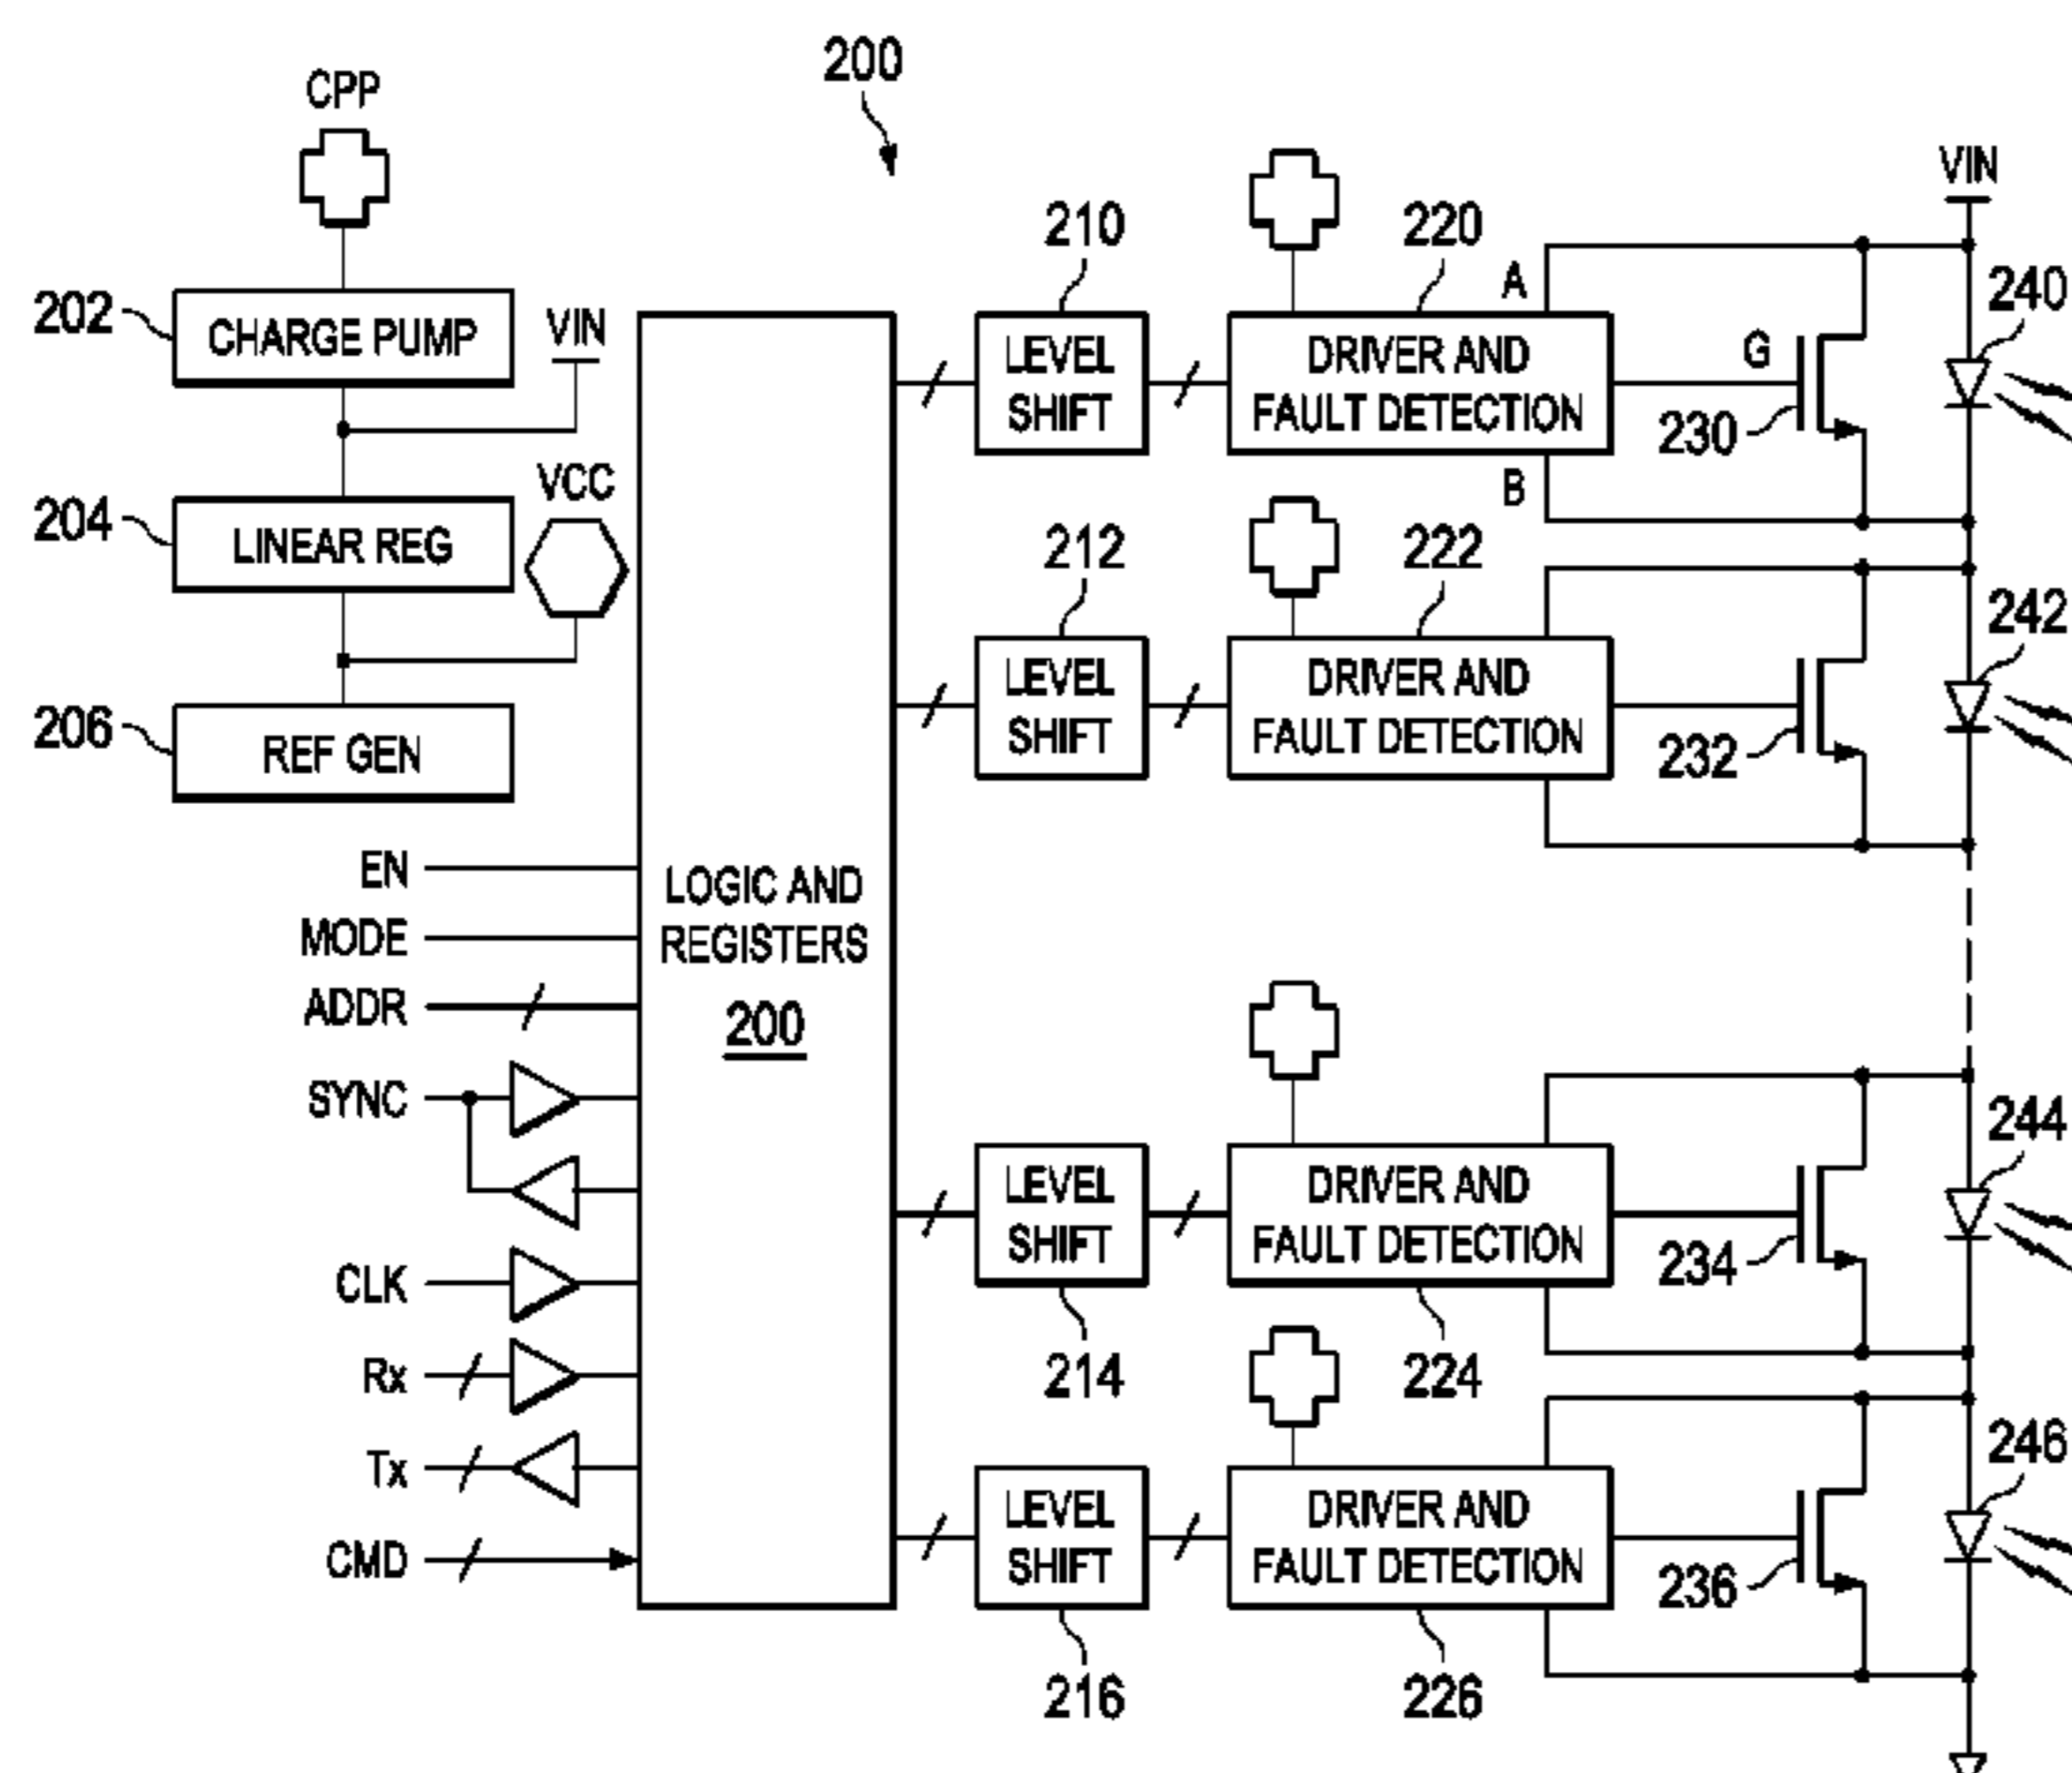 200
CPP
202
CHARGE PUMP
VIN
204
LINEAR REG
VCC
206
REF GEN
EN
MODE
ADDR
SYNC
CLK
Rx
Tx
CMD
LOGIC AND
REGISTERS
200
210
LEVEL
SHIFT
220
DRIVER AND
FAULT DETECTION
A
B
G
230
VIN
240
212
LEVEL
SHIFT
222
DRIVER AND
FAULT DETECTION
232
242
LEVEL
SHIFT
214
DRIVER AND
FAULT DETECTION
224
234
244
LEVEL
SHIFT
216
DRIVER AND
FAULT DETECTION
226
236
246